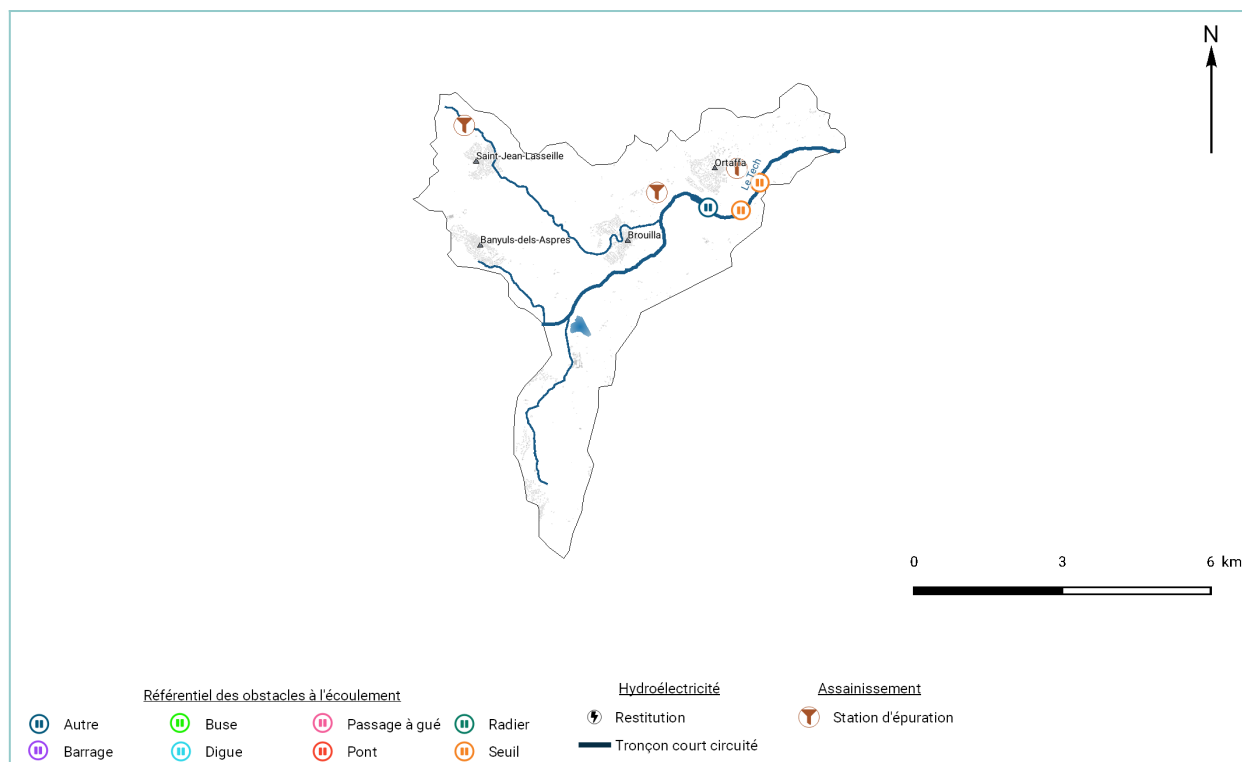 N
Saint-Jean-Lasseille
Ortaffa
Le Tech
Banyuls-dels-Aspres
Brouilla
0 3 6 km
Référentiel des obstacles à l'écoulement
Hydroélectricité
Assainissement
Autre
Buse
Passage à gué
Radier
Restitution
Station d'épuration
Barrage
Digue
Pont
Seuil
Tronçon court circuité